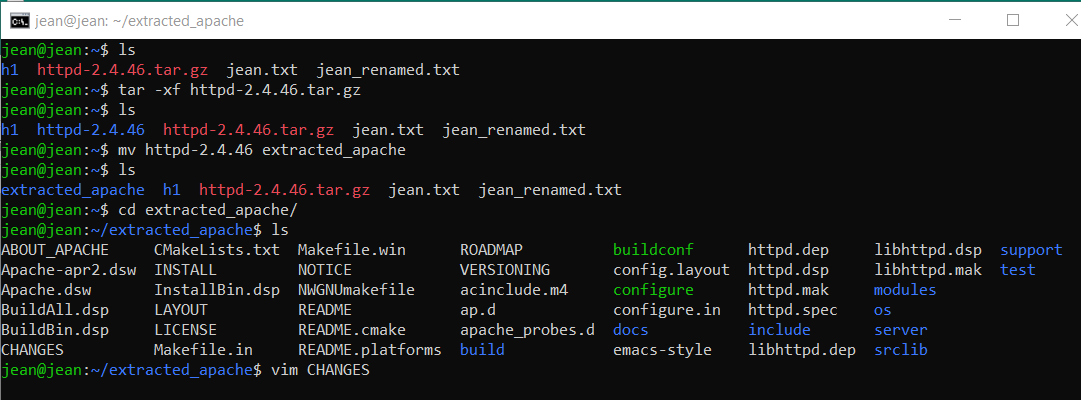 jean@jean: ~/extracted_apache
jean@jean:~$ ls
h1  httpd-2.4.46.tar.gz  jean.txt  jean_renamed.txt
jean@jean:~$ tar -xf httpd-2.4.46.tar.gz
jean@jean:~$ ls
h1  httpd-2.4.46  httpd-2.4.46.tar.gz  jean.txt  jean_renamed.txt
jean@jean:~$ mv httpd-2.4.46 extracted_apache
jean@jean:~$ ls
extracted_apache  h1  httpd-2.4.46.tar.gz  jean.txt  jean_renamed.txt
jean@jean:~$ cd extracted_apache/
jean@jean:~/extracted_apache$ ls
ABOUT_APACHE     CMakeLists.txt  Makefile.win      ROADMAP         buildconf      httpd.dep     libhttpd.dsp  support
Apache-apr2.dsw  INSTALL         NOTICE            VERSIONING      config.layout  httpd.dsp     libhttpd.mak  test
Apache.dsw       InstallBin.dsp  NWGNUmakefile     acinclude.m4    configure      httpd.mak     modules
BuildAll.dsp     LAYOUT          README            ap.d            configure.in   httpd.spec    os
BuildBin.dsp     LICENSE         README.cmake      apache_probes.d  docs           include       server
CHANGES          Makefile.in     README.platforms  build           emacs-style    libhttpd.dep  srclib
jean@jean:~/extracted_apache$ vim CHANGES